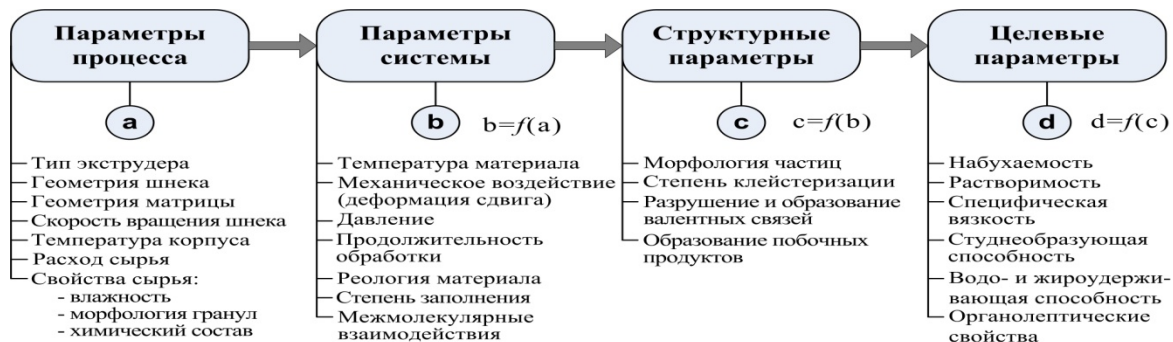 Параметры
процесса
a
Тип экструдера
Геометрия шнека
Геометрия матрицы
Скорость вращения шнека
Температура корпуса
Расход сырья
Свойства сырья:
- влажность
- морфология гранул
- химический состав
Параметры
системы
b
b=f(a)
Температура материала
Механическое воздействие
(деформация сдвига)
Давление
Продолжительность
обработки
Реология материала
Степень заполнения
Межмолекулярные
взаимодействия
Структурные
параметры
c
c=f(b)
Морфология частиц
Степень клейстеризации
Разрушение и образование
валентных связей
Образование побочных
продуктов
Целевые
параметры
d
d=f(c)
Набухаемость
Растворимость
Специфическая
вязкость
Студнеобразующая
способность
Водо- и жироудержи-
вающая способность
Органолептические
свойства